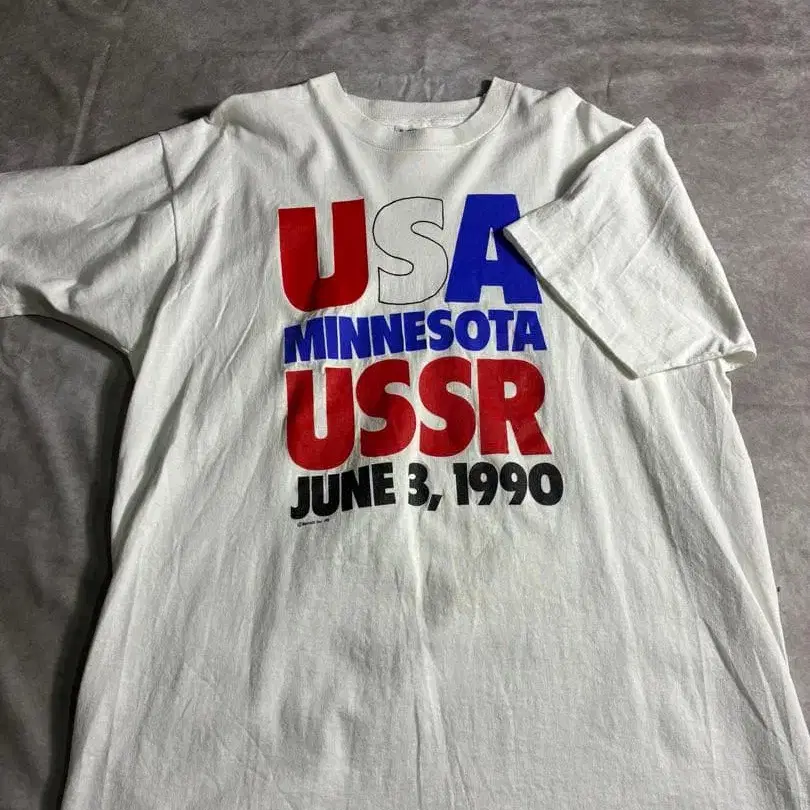 USA
MINNESOTA
USSR
JUNE 3, 1990